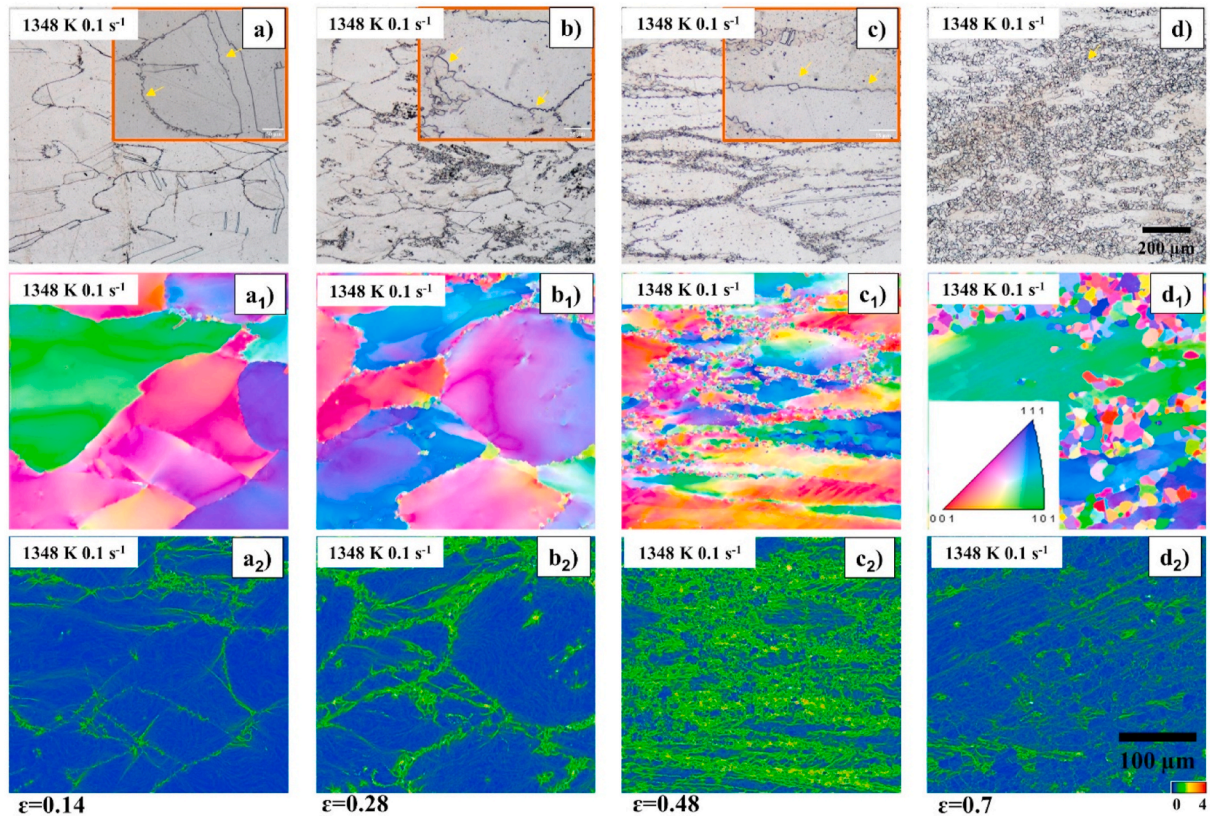 1348 K 0.1 s⁻¹ a) 1348 K 0.1 s⁻¹ b) 1348 K 0.1 s⁻¹ c) 1348 K 0.1 s⁻¹ d)
200 μm
1348 K 0.1 s⁻¹ a₁) 1348 K 0.1 s⁻¹ b₁) 1348 K 0.1 s⁻¹ c₁) 1348 K 0.1 s⁻¹ d₁)
1 1 1
0 0 1 1 0 1
1348 K 0.1 s⁻¹ a₂) 1348 K 0.1 s⁻¹ b₂) 1348 K 0.1 s⁻¹ c₂) 1348 K 0.1 s⁻¹ d₂)
100 μm
0 4
ε=0.14 ε=0.28 ε=0.48 ε=0.7